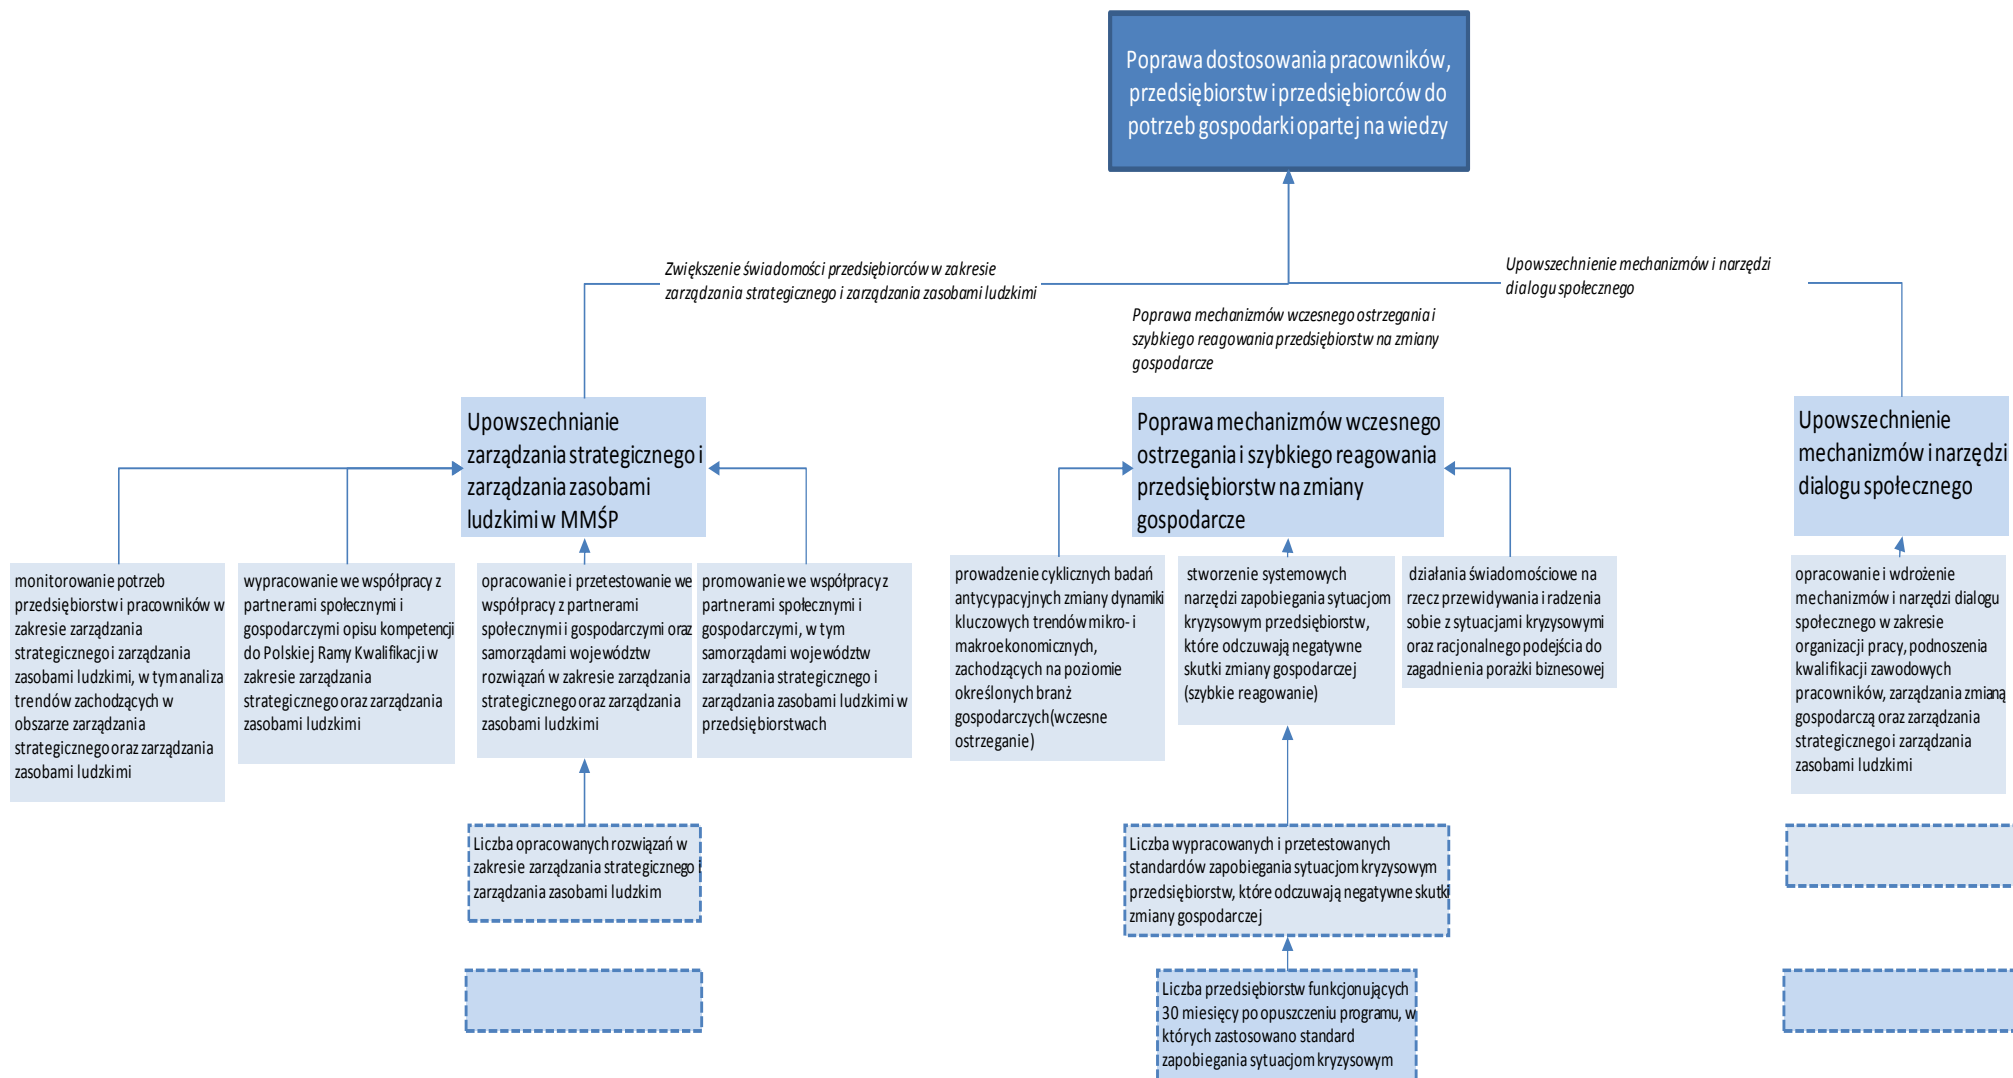 Poprawa dostosowania pracowników,
przedsiębiorstw i przedsiębiorców do
potrzeb gospodarki opartej na wiedzy
Zwiększenie świadomości przedsiębiorców w zakresie
zarządzania strategicznego i zarządzania zasobami ludzkimi
Poprawa mechanizmów wczesnego ostrzegania i
szybkiego reagowania przedsiębiorstw na zmiany
gospodarcze
Upowszechnienie mechanizmów i narzędzi
dialogu społecznego
Upowszechnianie
zarządzania strategicznego i
zarządzania zasobami
ludzkimi w MMŚP
Poprawa mechanizmów wczesnego
ostrzegania i szybkiego reagowania
przedsiębiorstw na zmiany
gospodarcze
Upowszechnienie
mechanizmów i narzędzi
dialogu społecznego
monitorowanie potrzeb
przedsiębiorstw i pracowników w
zakresie zarządzania
strategicznego i zarządzania
zasobami ludzkimi, w tym analiza
trendów zachodzących w
obszarze zarządzania
strategicznego oraz zarządzania
zasobami ludzkimi
wypracowanie we współpracy z
partnerami społecznymi i
gospodarczymi opisu kompetencji
do Polskiej Ramy Kwalifikacji w
zakresie zarządzania
strategicznego oraz zarządzania
zasobami ludzkimi
opracowanie i przetestowanie we
współpracy z partnerami
społecznymi i gospodarczymi oraz
samorządami województw
rozwiązań w zakresie zarządzania
strategicznego oraz zarządzania
zasobami ludzkimi
promowanie we współpracy z
partnerami społecznymi i
gospodarczymi, w tym
samorządami województw
zarządzania strategicznego i
zarządzania zasobami ludzkimi w
przedsiębiorstwach
prowadzenie cyklicznych badań
antycypacyjnych zmiany dynamiki
kluczowych trendów mikro- i
makroekonomicznych,
zachodzących na poziomie
określonych branż
gospodarczych (wczesne
ostrzeganie)
stworzenie systemowych
narzędzi zapobiegania sytuacjom
kryzysowym przedsiębiorstw,
które odczuwają negatywne
skutki zmiany gospodarczej
(szybkie reagowanie)
działania świadomościowe na
rzecz przewidywania i radzenia
sobie z sytuacjami kryzysowymi
oraz racjonalnego podejścia do
zagadnienia porażki biznesowej
opracowanie i wdrożenie
mechanizmów i narzędzi dialogu
społecznego w zakresie
organizacji pracy, podnoszenia
kwalifikacji zawodowych
pracowników, zarządzania zmianą
gospodarczą oraz zarządzania
strategicznego i zarządzania
zasobami ludzkimi
Liczba opracowanych rozwiązań w
zakresie zarządzania strategicznego i
zarządzania zasobami ludzkim
Liczba wypracowanych i przetestowanych
standardów zapobiegania sytuacjom kryzysowym
przedsiębiorstw, które odczuwają negatywne skutki
zmiany gospodarczej
Liczba przedsiębiorstw funkcjonujących
30 miesięcy po opuszczeniu programu, w
których zastosowano standard
zapobiegania sytuacjom kryzysowym